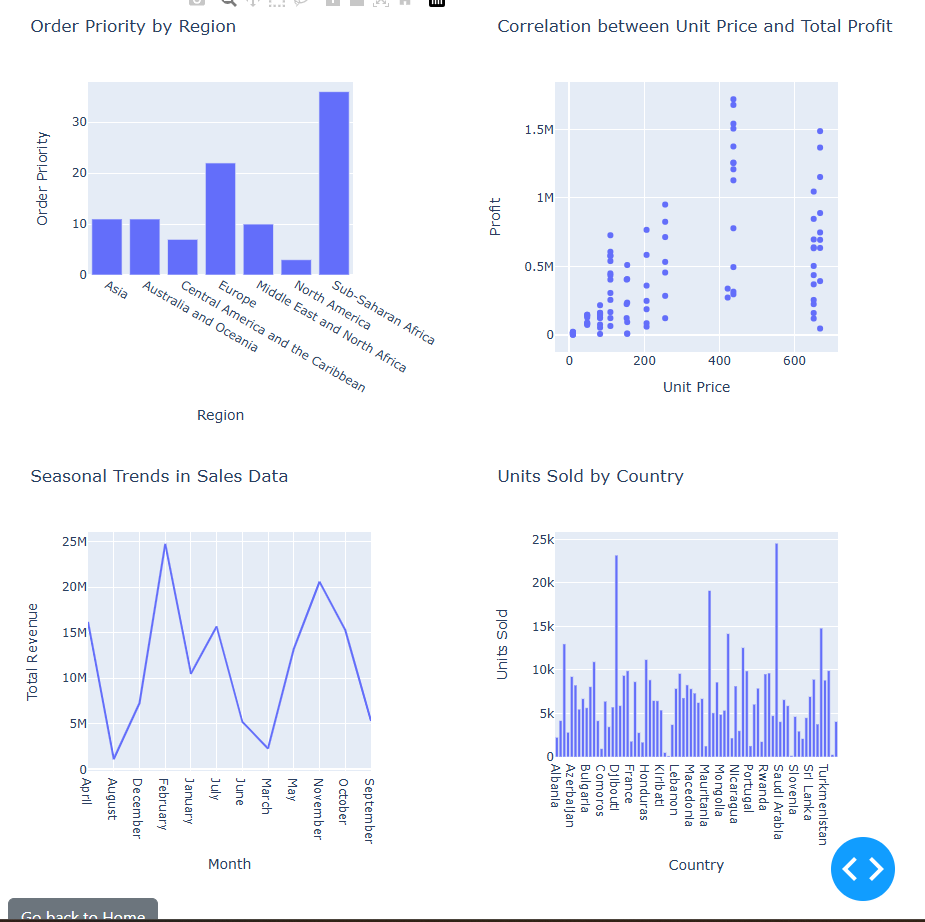 Order Priority by Region
Order Priority
30
20
10
0
Asia
Australia and Oceania
Central America and the Caribbean
Europe
Middle East and North Africa
North America
Sub-Saharan Africa
Region
Correlation between Unit Price and Total Profit
Profit
1.5M
1M
0.5M
0
0
200
400
600
Unit Price
Seasonal Trends in Sales Data
Total Revenue
25M
20M
15M
10M
5M
0
April
August
December
February
January
July
June
March
May
November
October
September
Month
Units Sold by Country
Units Sold
25k
20k
15k
10k
5k
0
Albania
Azerbaijan
Bulgaria
Comoros
Djibouti
France
Honduras
Kiribati
Lebanon
Macedonia
Mauritania
Mongolia
Nicaragua
Portugal
Rwanda
Saudi Arabia
Slovenia
Sri Lanka
Turkmenistan
Country
Go back to Home